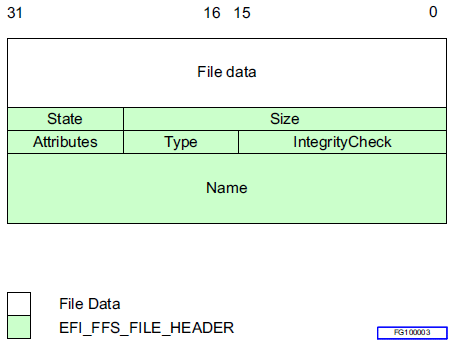 31 16 15 0
File data
State Size
Attributes Type IntegrityCheck
Name
File Data
EFI_FFS_FILE_HEADER
FG100003